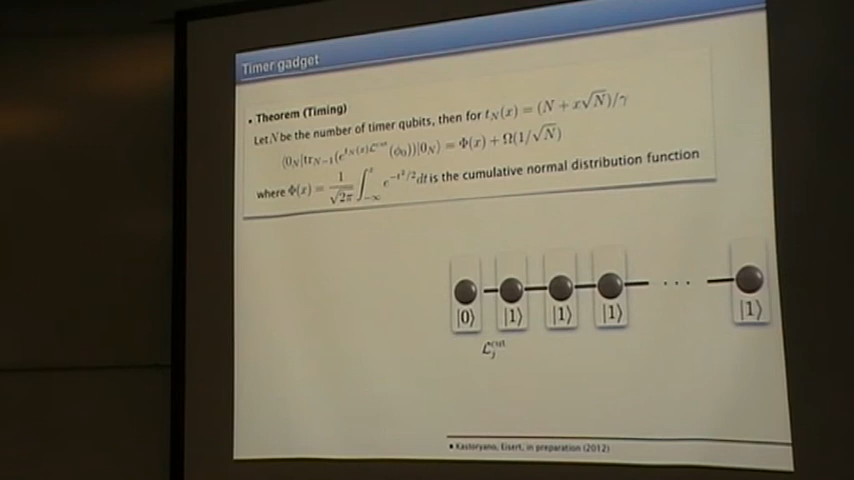 Timer gadget
• Theorem (Timing)
Let N be the number of timer qubits, then for t_N(x) = (N + x√N)/γ
⟨0_N|tr_{N−1}(e^{t_N(x)ℒ^{cut}}(ϕ_0))|0_N⟩ = Φ(x) + Ω(1/√N)
where Φ(x) = 1/√2π ∫_{−∞}^{x} e^{−t²/2}dt is the cumulative normal distribution function
|0⟩ |1⟩ |1⟩ |1⟩ ... |1⟩
ℒ_j^{cut}
• Kastoryano, Eisert, in preparation (2012)